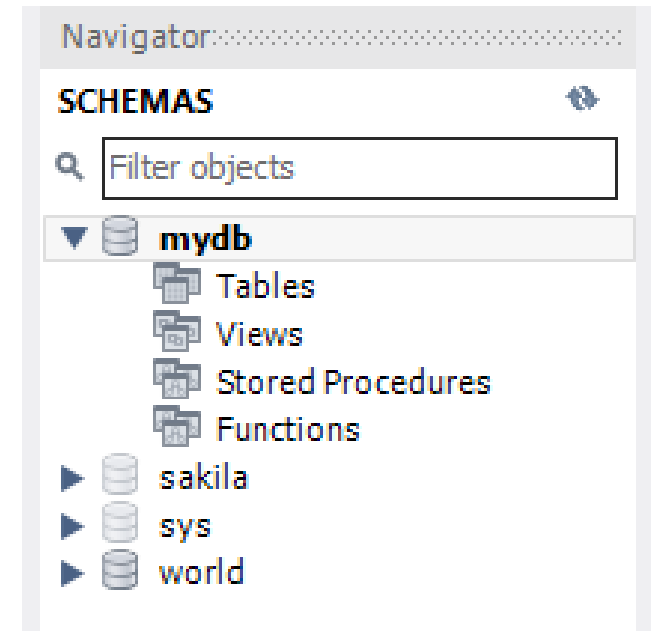 Navigator
SCHEMAS
Filter objects
mydb
Tables
Views
Stored Procedures
Functions
sakila
sys
world